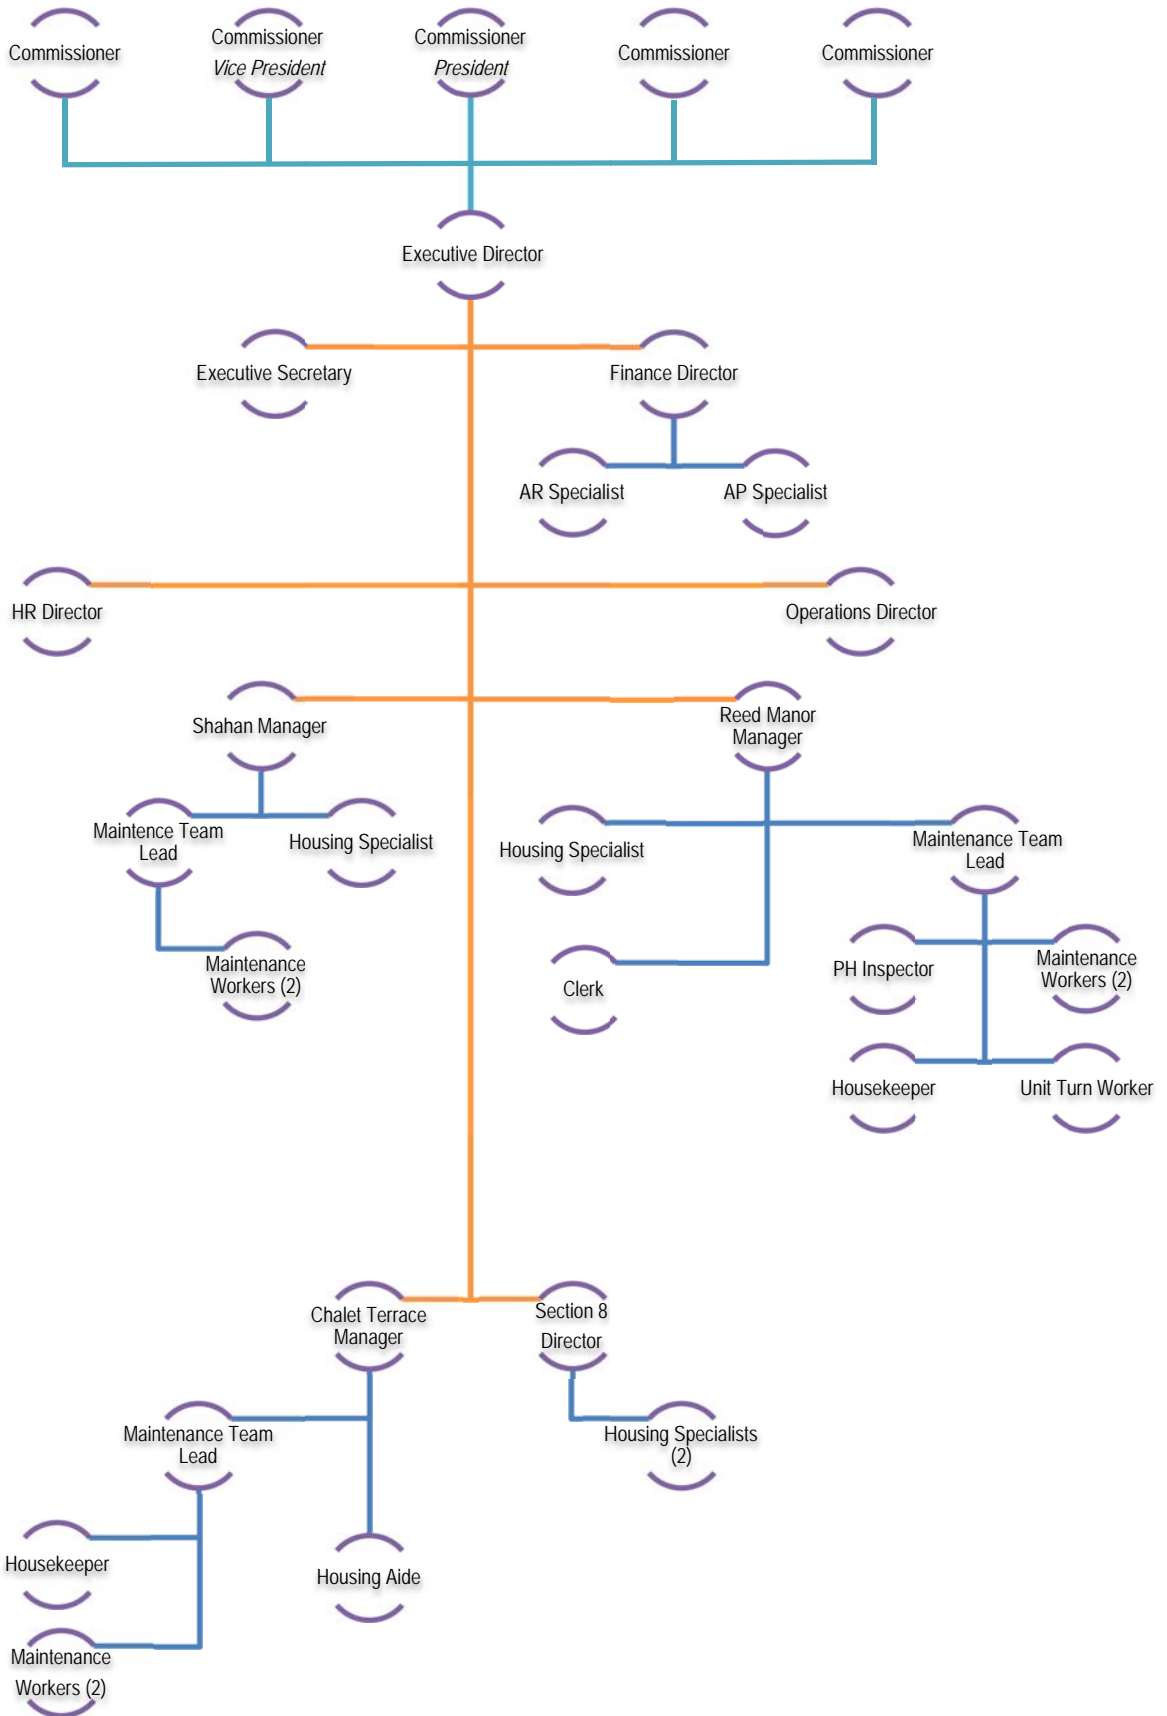 Commissioner
Commissioner
Vice President
Commissioner
President
Commissioner
Commissioner
Executive Director
Executive Secretary
Finance Director
AR Specialist
AP Specialist
HR Director
Operations Director
Shahan Manager
Reed Manor
Manager
Maintence Team
Lead
Housing Specialist
Housing Specialist
Maintenance Team
Lead
Maintenance
Workers (2)
Clerk
PH Inspector
Maintenance
Workers (2)
Housekeeper
Unit Turn Worker
Chalet Terrace
Manager
Section 8
Director
Maintenance Team
Lead
Housing Specialists
(2)
Housekeeper
Housing Aide
Maintenance
Workers (2)